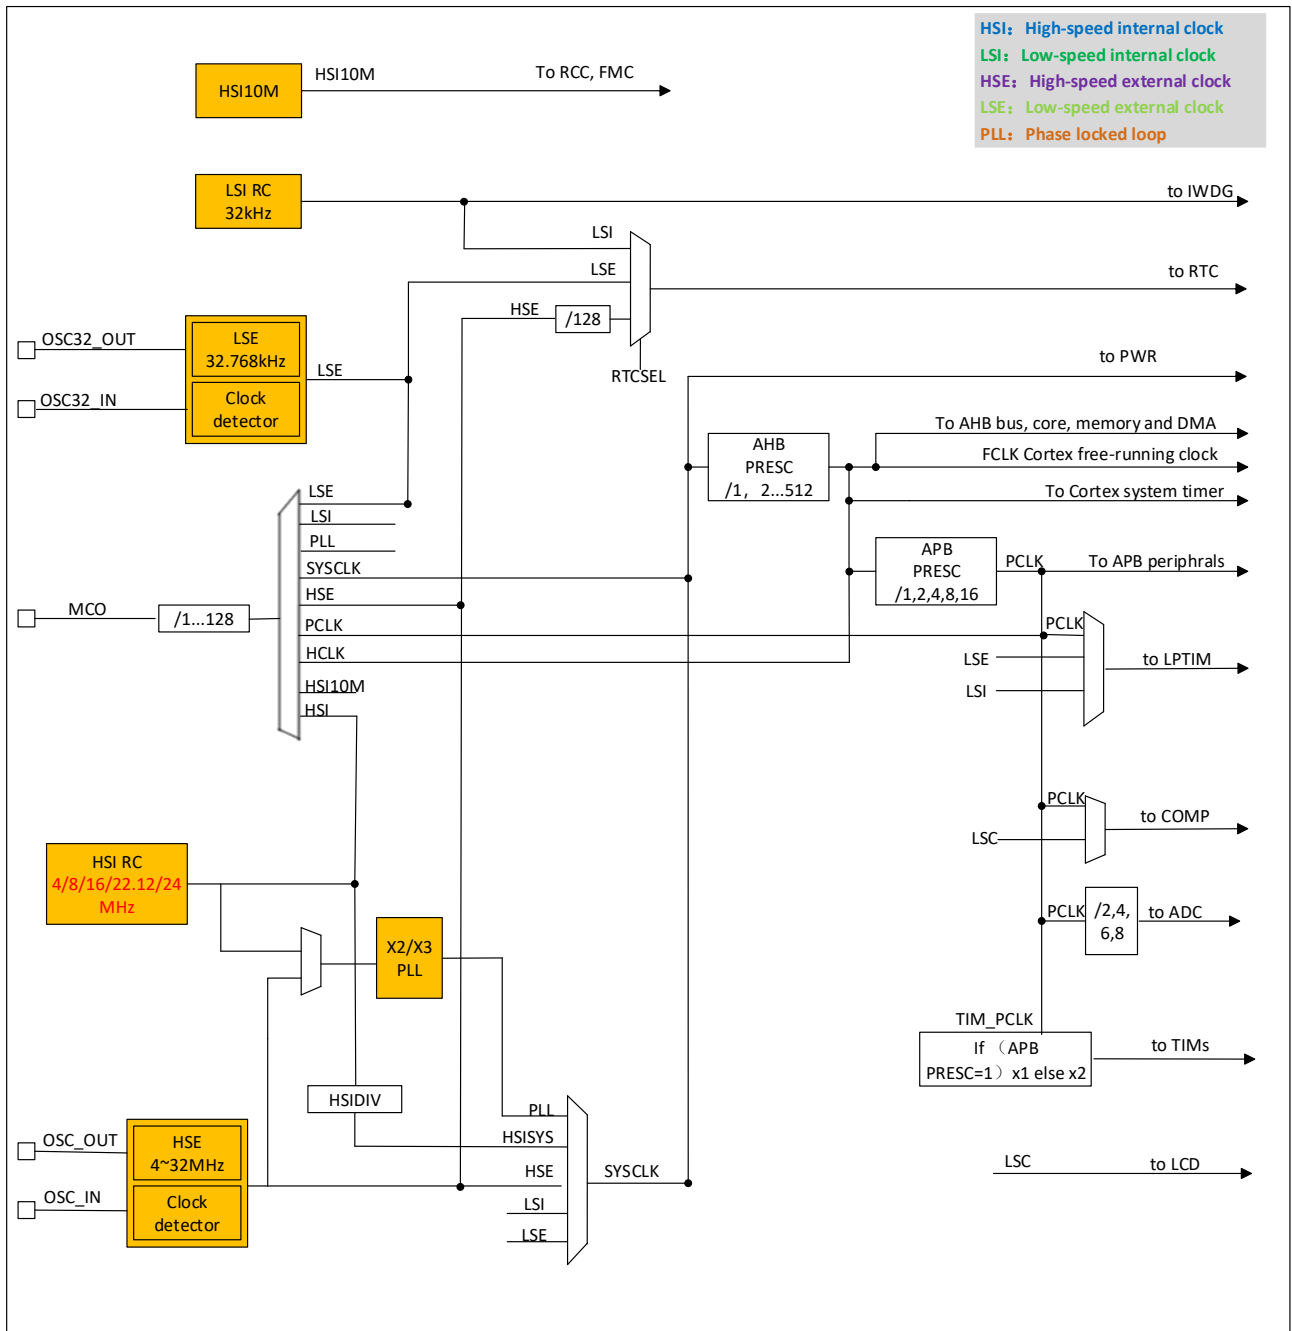 HSI：High-speed internal clock
LSI：Low-speed internal clock
HSE：High-speed external clock
LSE：Low-speed external clock
PLL：Phase locked loop
HSI10M
HSI10M
To RCC, FMC
LSI RC
32kHz
to IWDG
LSI
LSE
HSE
/128
RTCSEL
to RTC
OSC32_OUT
OSC32_IN
LSE
32.768kHz
Clock
detector
LSE
to PWR
AHB
PRESC
/1，2...512
To AHB bus, core, memory and DMA
FCLK Cortex free-running clock
To Cortex system timer
APB
PRESC
/1,2,4,8,16
PCLK
To APB periphrals
MCO
/1...128
LSE
LSI
PLL
SYSCLK
HSE
PCLK
HCLK
HSI10M
HSI
PCLK
LSE
LSI
to LPTIM
PCLK
LSC
to COMP
HSI RC
4/8/16/22.12/24
MHz
X2/X3
PLL
PCLK
/2,4,
6,8
to ADC
TIM_PCLK
If （APB
PRESC=1）x1 else x2
to TIMs
HSIDIV
OSC_OUT
OSC_IN
HSE
4~32MHz
Clock
detector
PLL
HSISYS
HSE
LSI
LSE
SYSCLK
LSC
to LCD